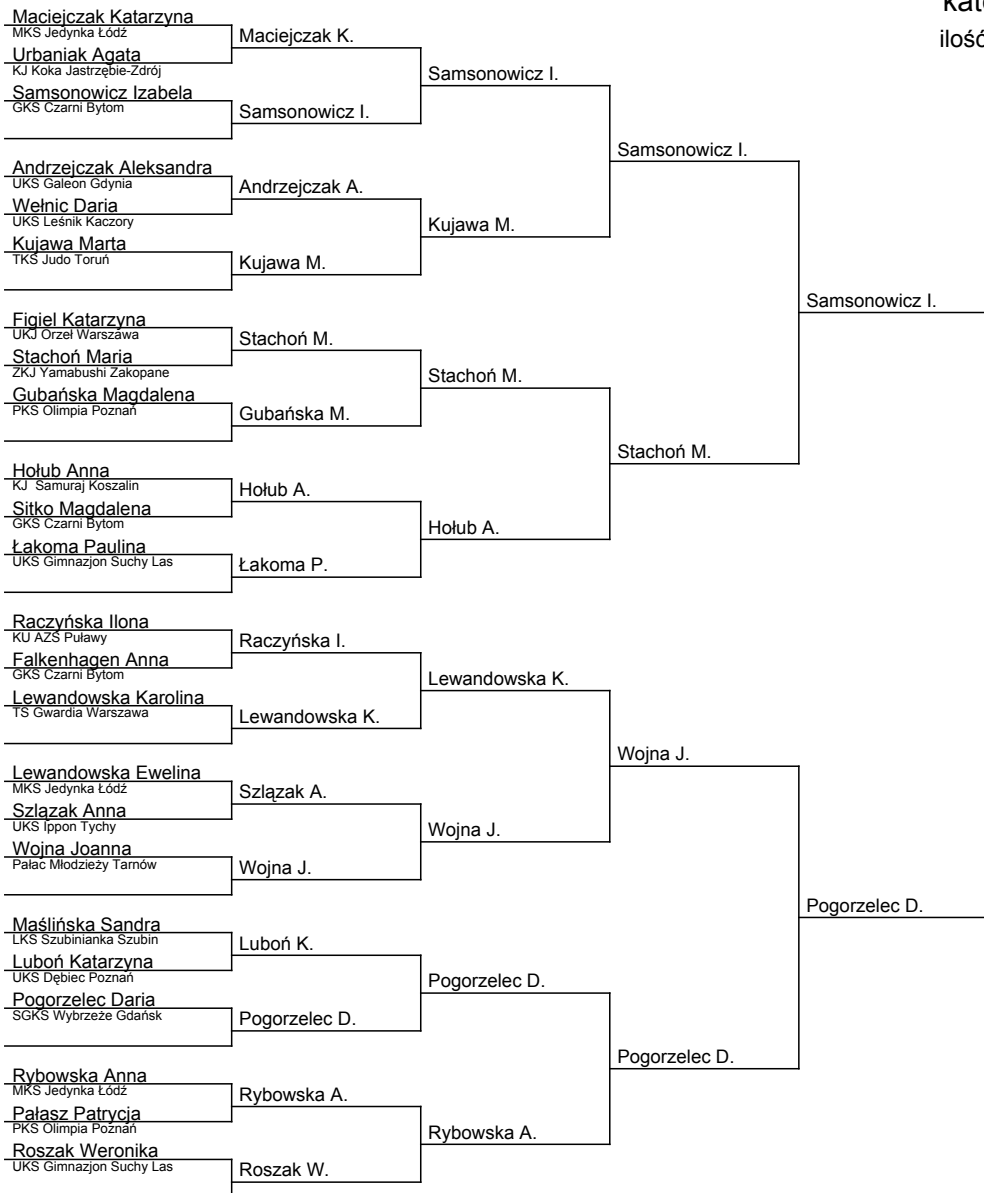 kate
ilość
Maciejczak Katarzyna
MKS Jedynka Łódź
Urbaniak Agata
KJ Koka Jastrzębie-Zdrój
Samsonowicz Izabela
GKS Czarni Bytom
Andrzejczak Aleksandra
UKS Galeon Gdynia
Wełnic Daria
UKS Leśnik Kaczory
Kujawa Marta
TKS Judo Toruń
Figiel Katarzyna
UKJ Orzeł Warszawa
Stachoń Maria
ZKJ Yamabushi Zakopane
Gubańska Magdalena
PKS Olimpia Poznań
Hołub Anna
KJ Samuraj Koszalin
Sitko Magdalena
GKS Czarni Bytom
Łakoma Paulina
UKS Gimnazjon Suchy Las
Raczyńska Ilona
KU AZS Puławy
Falkenhagen Anna
GKS Czarni Bytom
Lewandowska Karolina
TS Gwardia Warszawa
Lewandowska Ewelina
MKS Jedynka Łódź
Szlązak Anna
UKS Ippon Tychy
Wojna Joanna
Pałac Młodzieży Tarnów
Maślińska Sandra
LKS Szubinianka Szubin
Luboń Katarzyna
UKS Dębiec Poznań
Pogorzelec Daria
SGKS Wybrzeże Gdańsk
Rybowska Anna
MKS Jedynka Łódź
Pałasz Patrycja
PKS Olimpia Poznań
Roszak Weronika
UKS Gimnazjon Suchy Las
Maciejczak K.
Samsonowicz I.
Andrzejczak A.
Kujawa M.
Stachoń M.
Gubańska M.
Hołub A.
Łakoma P.
Raczyńska I.
Lewandowska K.
Szlązak A.
Wojna J.
Luboń K.
Pogorzelec D.
Rybowska A.
Roszak W.
Samsonowicz I.
Kujawa M.
Stachoń M.
Hołub A.
Lewandowska K.
Wojna J.
Pogorzelec D.
Rybowska A.
Samsonowicz I.
Stachoń M.
Wojna J.
Pogorzelec D.
Samsonowicz I.
Pogorzelec D.